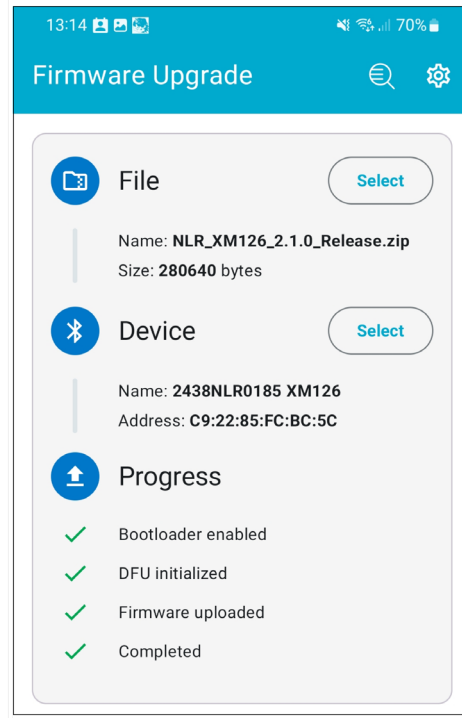 13:14 70%
Firmware Upgrade
File Select
Name: NLR_XM126_2.1.0_Release.zip
Size: 280640 bytes
Device Select
Name: 2438NLR0185 XM126
Address: C9:22:85:FC:BC:5C
Progress
Bootloader enabled
DFU initialized
Firmware uploaded
Completed